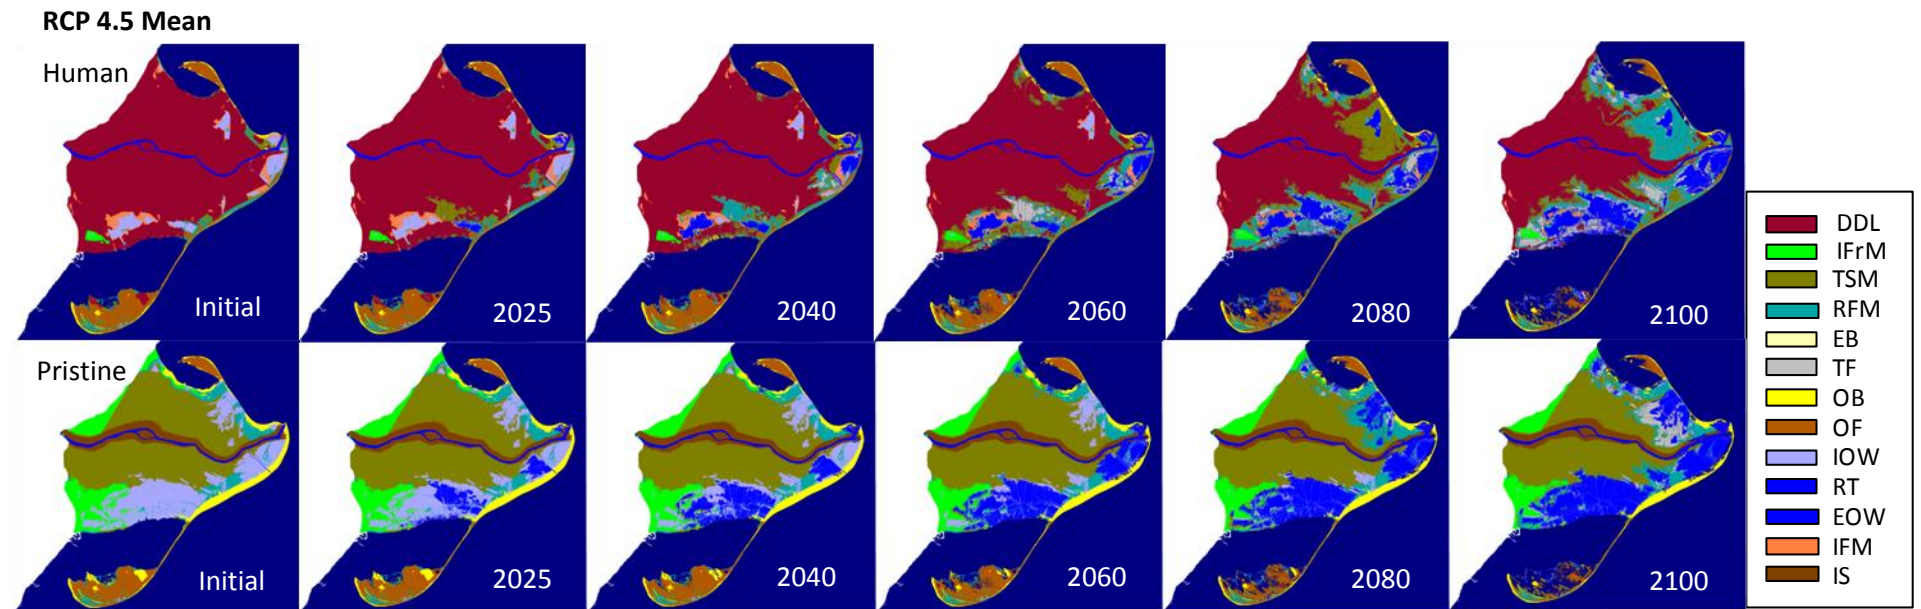 RCP 4.5 Mean
Human
Initial
2025
2040
2060
2080
2100
Pristine
Initial
2025
2040
2060
2080
2100
DDL
IFrM
TSM
RFM
EB
TF
OB
OF
IOW
RT
EOW
IFM
IS